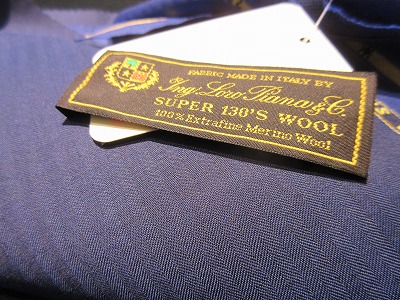 FABRIC MADE IN ITALY BY
Ing. Loro Piana & C.
SUPER 130'S WOOL
100% Extrafine Merino Wool